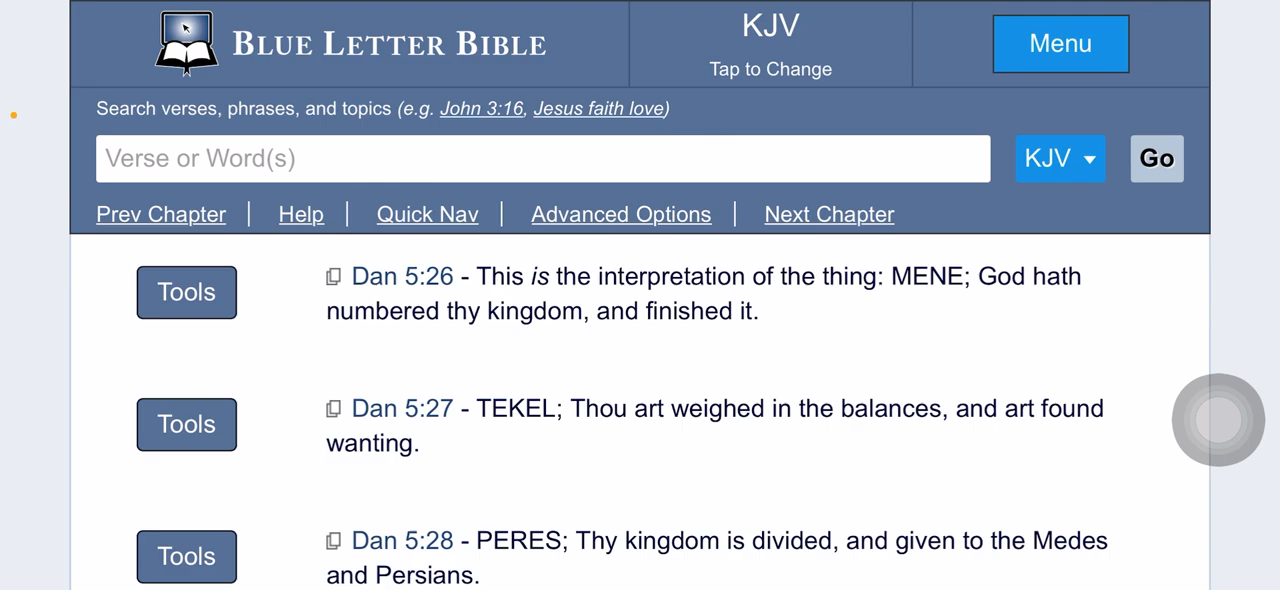 BLUE LETTER BIBLE
KJV
Tap to Change
Menu
Search verses, phrases, and topics (e.g. John 3:16, Jesus faith love)
Verse or Word(s)
KJV
Go
Prev Chapter | Help | Quick Nav | Advanced Options | Next Chapter
Tools
Dan 5:26 - This is the interpretation of the thing: MENE; God hath
numbered thy kingdom, and finished it.
Tools
Dan 5:27 - TEKEL; Thou art weighed in the balances, and art found
wanting.
Tools
Dan 5:28 - PERES; Thy kingdom is divided, and given to the Medes
and Persians.